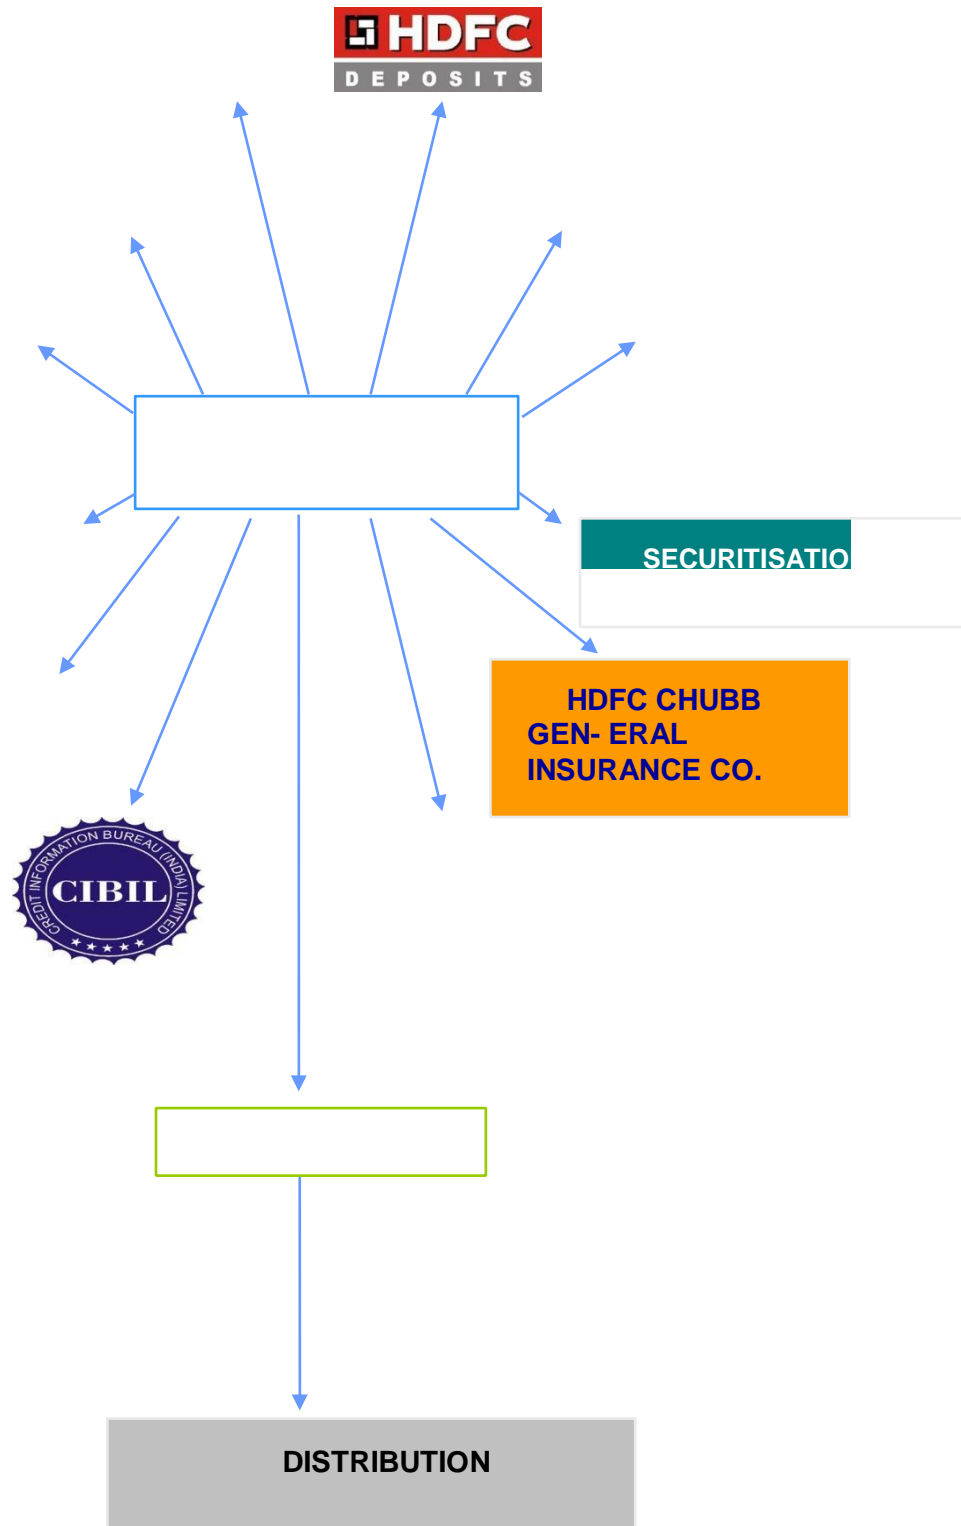 HDFC
DEPOSITS
SECURITISATIO
HDFC CHUBB
GEN- ERAL
INSURANCE CO.
CREDIT INFORMATION BUREAU (INDIA) LIMITED
CIBIL
DISTRIBUTION